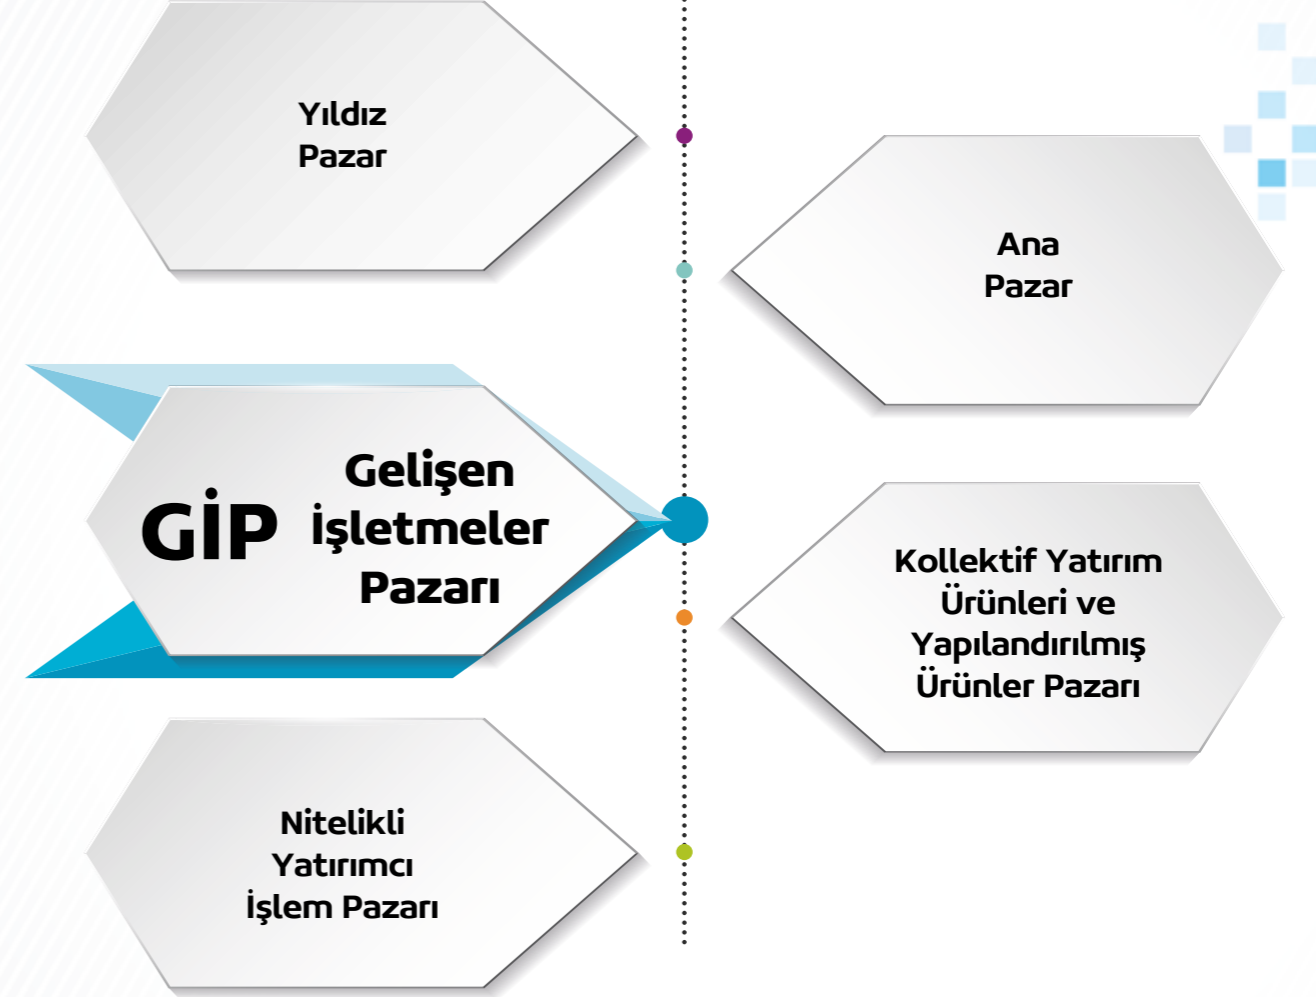 Yıldız
Pazar
Ana
Pazar
GİP
Gelişen
İşletmeler
Pazarı
Kollektif Yatırım
Ürünleri ve
Yapılandırılmış
Ürünler Pazarı
Nitelikli
Yatırımcı
İşlem Pazarı